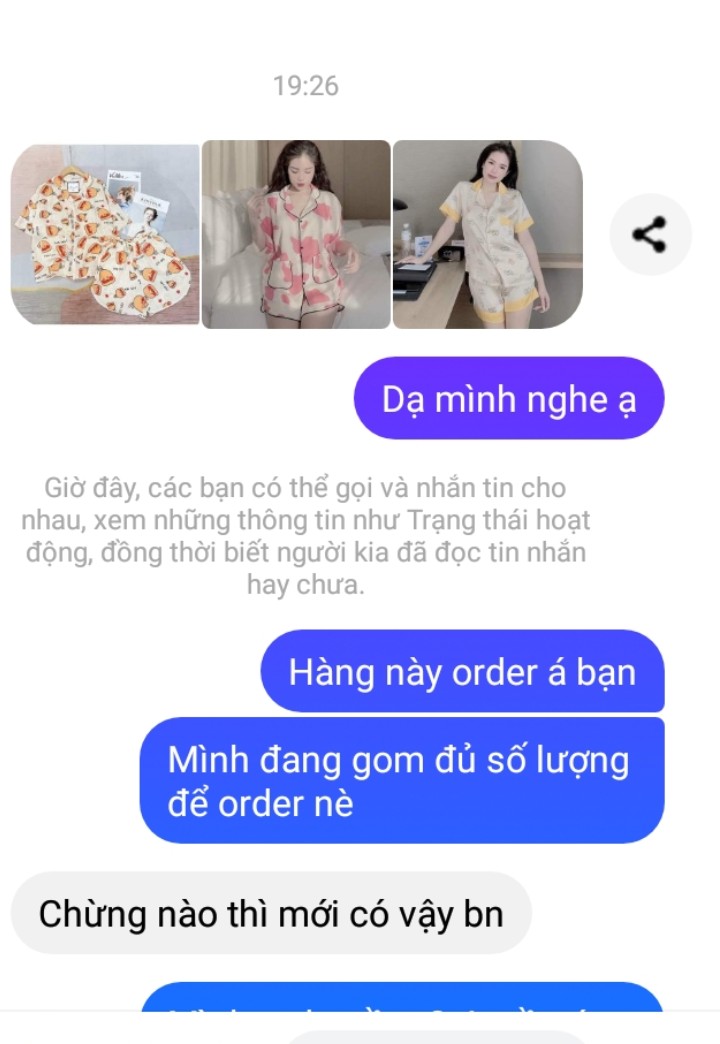 19:26
Dạ mình nghe ạ
Giờ đây, các bạn có thể gọi và nhắn tin cho
nhau, xem những thông tin như Trạng thái hoạt
động, đồng thời biết người kia đã đọc tin nhắn
hay chưa.
Hàng này order á bạn
Mình đang gom đủ số lượng
để order nè
Chừng nào thì mới có vậy bn